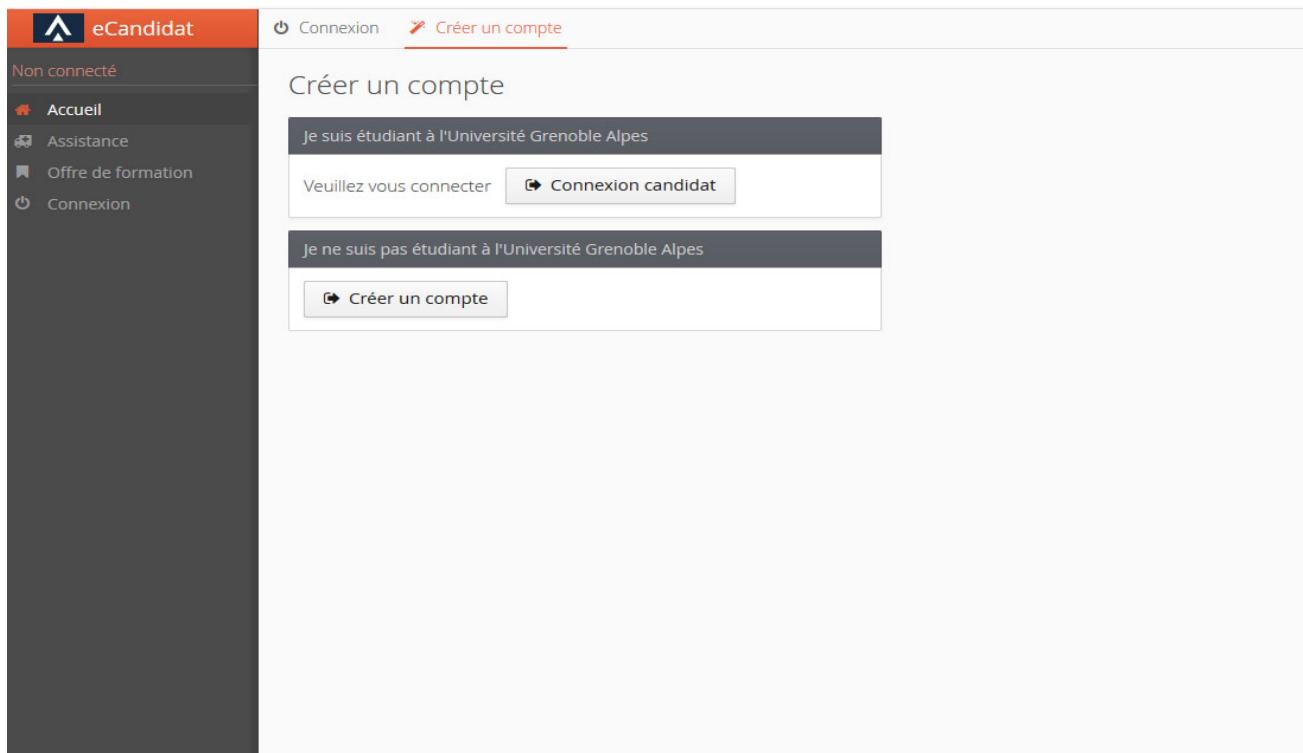 eCandidat
Non connecté
Accueil
Assistance
Offre de formation
Connexion
Connexion
Créer un compte
Créer un compte
Je suis étudiant à l'Université Grenoble Alpes
Veuillez vous connecter
Connexion candidat
Je ne suis pas étudiant à l'Université Grenoble Alpes
Créer un compte